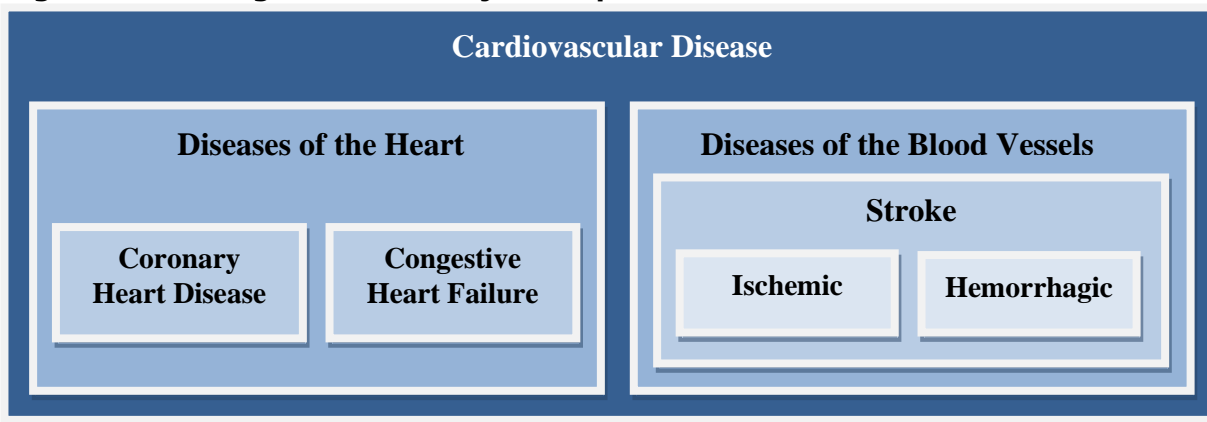 Cardiovascular Disease
Diseases of the Heart
Coronary
Heart Disease
Congestive
Heart Failure
Diseases of the Blood Vessels
Stroke
Ischemic
Hemorrhagic